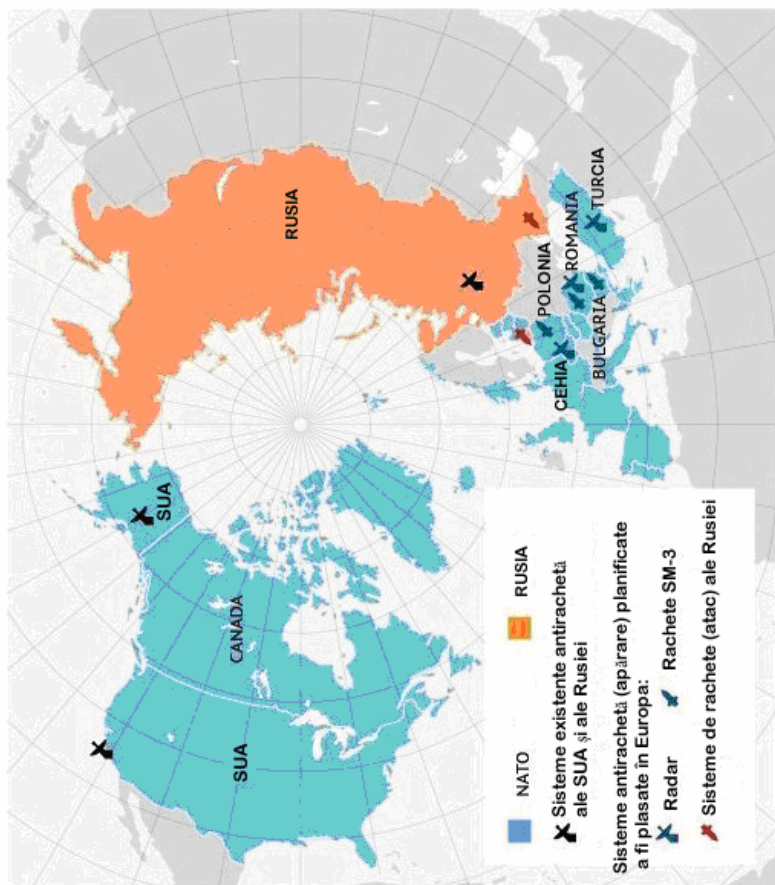 RUSIA
SUA
CANADA
SUA
POLONIA
ROMANIA
TURCIA
CEHIA
BULGARIA
NATO
RUSIA
Sisteme existente antirachetă
ale SUA și ale Rusiei
Sisteme antirachetă (apărare) planificate
a fi plasate în Europa:
Radar
Rachete SM-3
Sisteme de rachete (atac) ale Rusiei